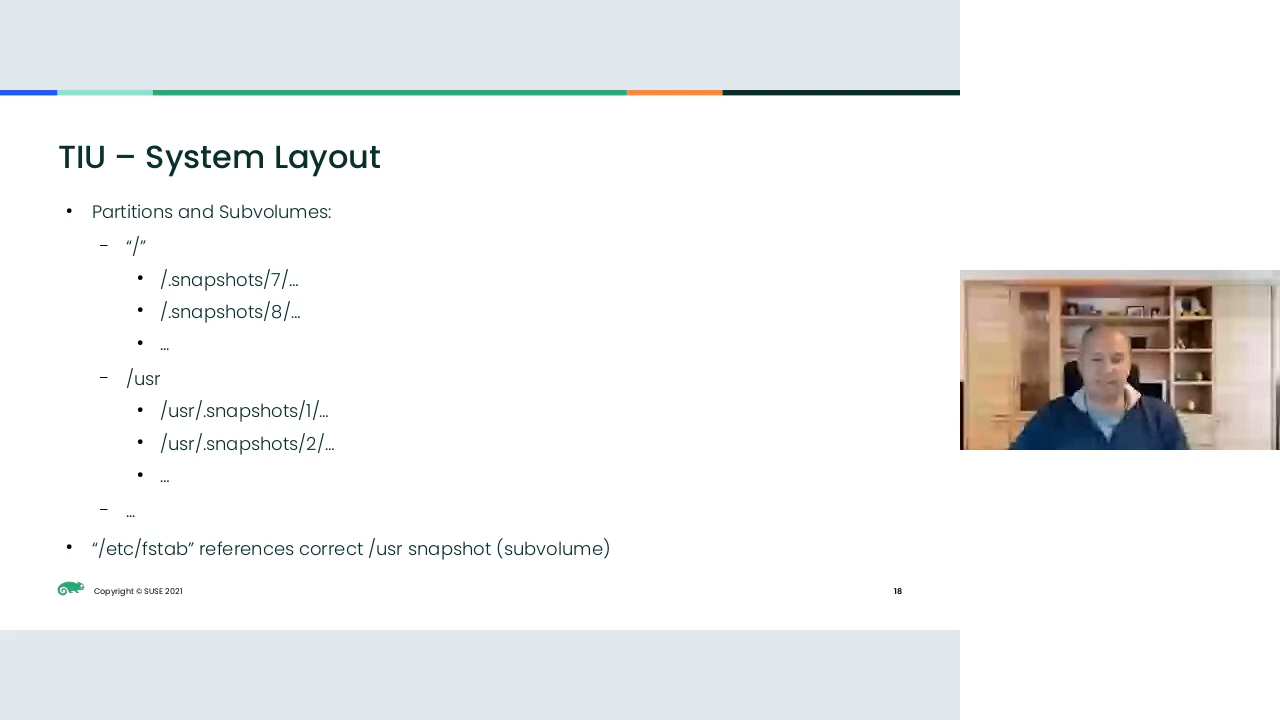 TIU – System Layout
• Partitions and Subvolumes:
– “/”
• /.snapshots/7/...
• /.snapshots/8/...
• ...
– /usr
• /usr/.snapshots/1/...
• /usr/.snapshots/2/...
• ...
– ...
• “/etc/fstab” references correct /usr snapshot (subvolume)
Copyright © SUSE 2021
18